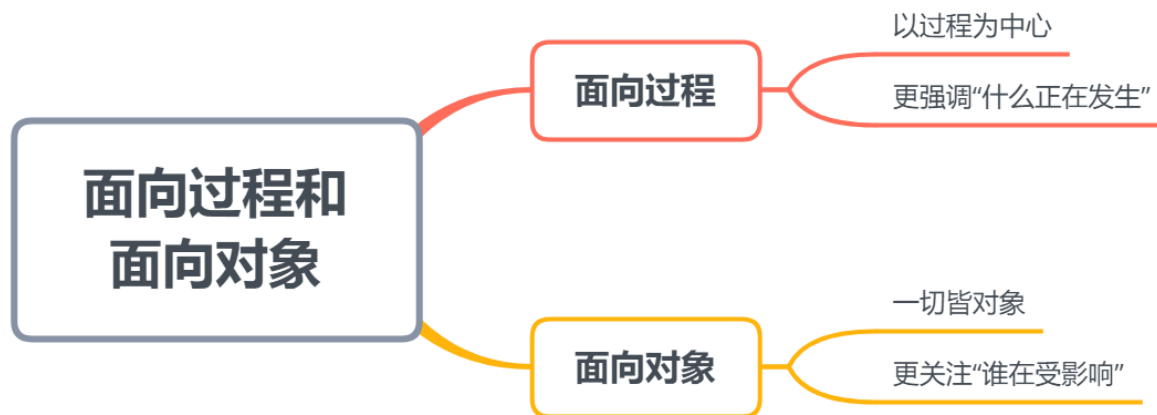 面向过程和
面向对象
面向过程
以过程为中心
更强调“什么正在发生”
面向对象
一切皆对象
更关注“谁在受影响”